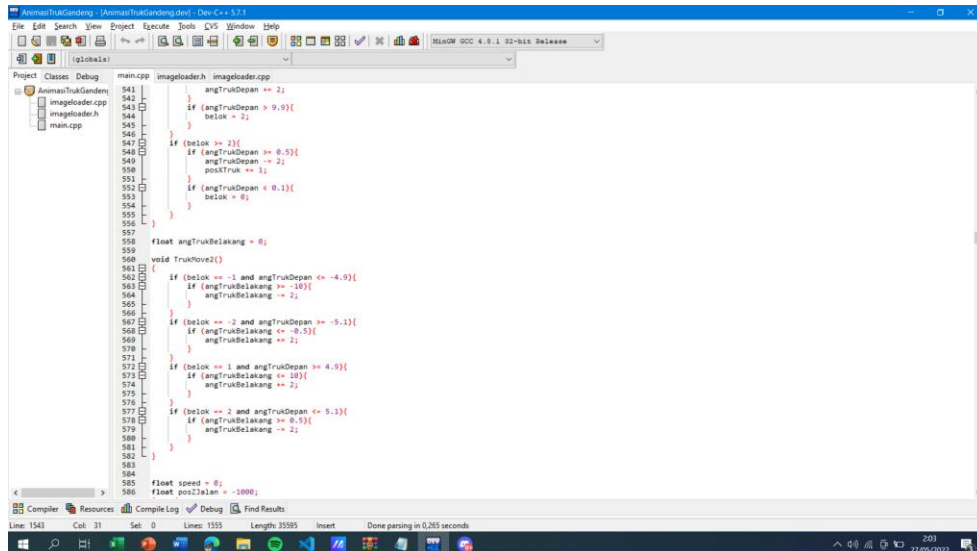 AnimasiTrukGandeng - [AnimasiTrukGandeng.dev] - Dev-C++ 5.7.1
File Edit Search View Project Execute Tools CVS Window Help
MinGW GCC 4.8.1 32-bit Release
(globals)
Project Classes Debug main.cpp imageloader.h imageloader.cpp
AnimasiTrukGandeng
imageloader.cpp
imageloader.h
main.cpp
541 angTrukDepan += 2;
542 }
543 if (angTrukDepan > 9.9){
544 belok = 2;
545 }
546 }
547 if (belok >= 2){
548 if (angTrukDepan >= 0.5){
549 angTrukDepan -= 2;
550 posXTruk += 1;
551 }
552 if (angTrukDepan < 0.1){
553 belok = 0;
554 }
555 }
556 }
557
558 float angTrukBelakang = 0;
559
560 void TrukMove2()
561 {
562 if (belok == -1 and angTrukDepan <= -4.9){
563 if (angTrukBelakang >= -10){
564 angTrukBelakang -= 2;
565 }
566 }
567 if (belok == -2 and angTrukDepan >= -5.1){
568 if (angTrukBelakang <= -0.5){
569 angTrukBelakang += 2;
570 }
571 }
572 if (belok == 1 and angTrukDepan >= 4.9){
573 if (angTrukBelakang <= 10){
574 angTrukBelakang += 2;
575 }
576 }
577 if (belok == 2 and angTrukDepan <= 5.1){
578 if (angTrukBelakang >= 0.5){
579 angTrukBelakang -= 2;
580 }
581 }
582 }
583
584
585 float speed = 0;
586 float posZJalan = -1000;
Compiler Resources Compile Log Debug Find Results
Line: 1543 Col: 31 Sel: 0 Lines: 1555 Length: 35595 Insert Done parsing in 0,265 seconds
2:03
27/05/2022